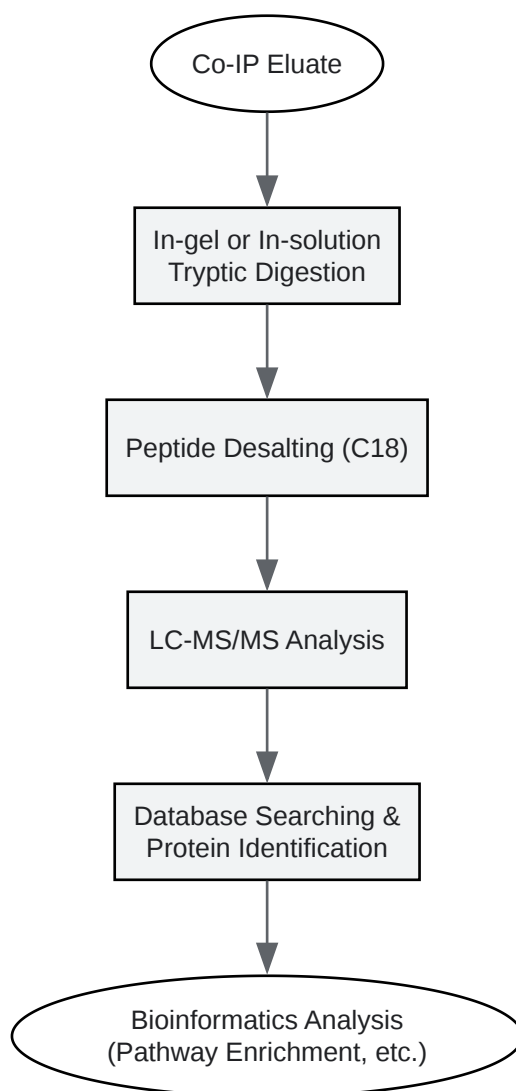 Co-IP Eluate
In-gel or In-solution
Tryptic Digestion
Peptide Desalting (C18)
LC-MS/MS Analysis
Database Searching &
Protein Identification
Bioinformatics Analysis
(Pathway Enrichment, etc.)